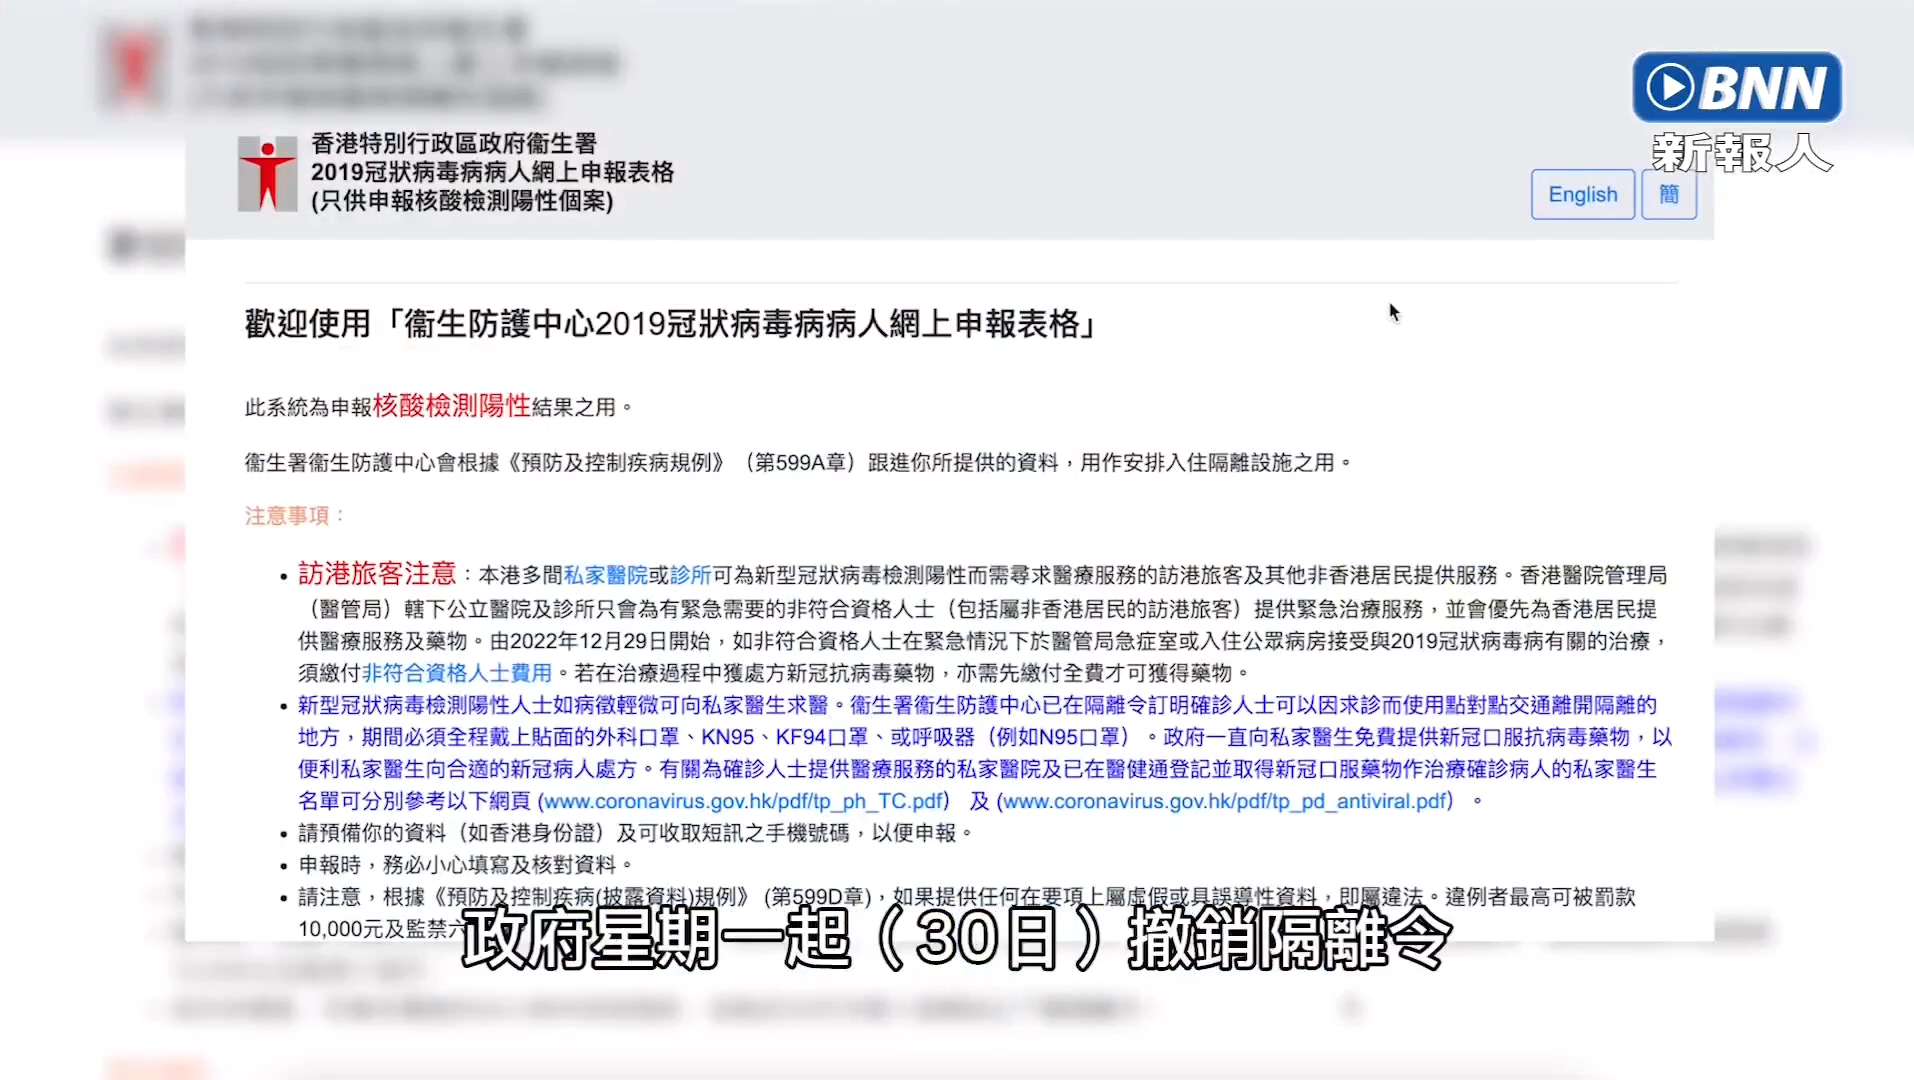 BNN
新報人
香港特別行政區政府衞生署
2019冠狀病毒病病人網上申報表格
(只供申報核酸檢測陽性個案)
English
簡
歡迎使用「衞生防護中心2019冠狀病毒病病人網上申報表格」
此系統為申報核酸檢測陽性結果之用。
衞生署衞生防護中心會根據《預防及控制疾病規例》（第599A章）跟進你所提供的資料，用作安排入住隔離設施之用。
注意事項：
• 訪港旅客注意：本港多間私家醫院或診所可為新型冠狀病毒檢測陽性而需尋求醫療服務的訪港旅客及其他非香港居民提供服務。香港醫院管理局
（醫管局）轄下公立醫院及診所只會為有緊急需要的非符合資格人士（包括屬非香港居民的訪港旅客）提供緊急治療服務，並會優先為香港居民提
供醫療服務及藥物。由2022年12月29日開始，如非符合資格人士在緊急情況下於醫管局急症室或入住公眾病房接受與2019冠狀病毒病有關的治療，
須繳付非符合資格人士費用。若在治療過程中獲處方新冠抗病毒藥物，亦需先繳付全費才可獲得藥物。
• 新型冠狀病毒檢測陽性人士如病徵輕微可向私家醫生求醫。衞生署衞生防護中心已在隔離令訂明確診人士可以因求診而使用點對點交通離開隔離的
地方，期間必須全程戴上貼面的外科口罩、KN95、KF94口罩、或呼吸器（例如N95口罩）。政府一直向私家醫生免費提供新冠口服抗病毒藥物，以
便利私家醫生向合適的新冠病人處方。有關為確診人士提供醫療服務的私家醫院及已在醫健通登記並取得新冠口服藥物作治療確診病人的私家醫生
名單可分別參考以下網頁 (www.coronavirus.gov.hk/pdf/tp_ph_TC.pdf） 及 (www.coronavirus.gov.hk/pdf/tp_pd_antiviral.pdf）。
• 請預備你的資料（如香港身份證）及可收取短訊之手機號碼，以便申報。
• 申報時，務必小心填寫及核對資料。
• 請注意，根據《預防及控制疾病(披露資料)規例》 (第599D章)，如果提供任何在要項上屬虛假或具誤導性資料，即屬違法。違例者最高可被罰款
10,000元及監禁六
政府星期一起（30日）撤銷隔離令